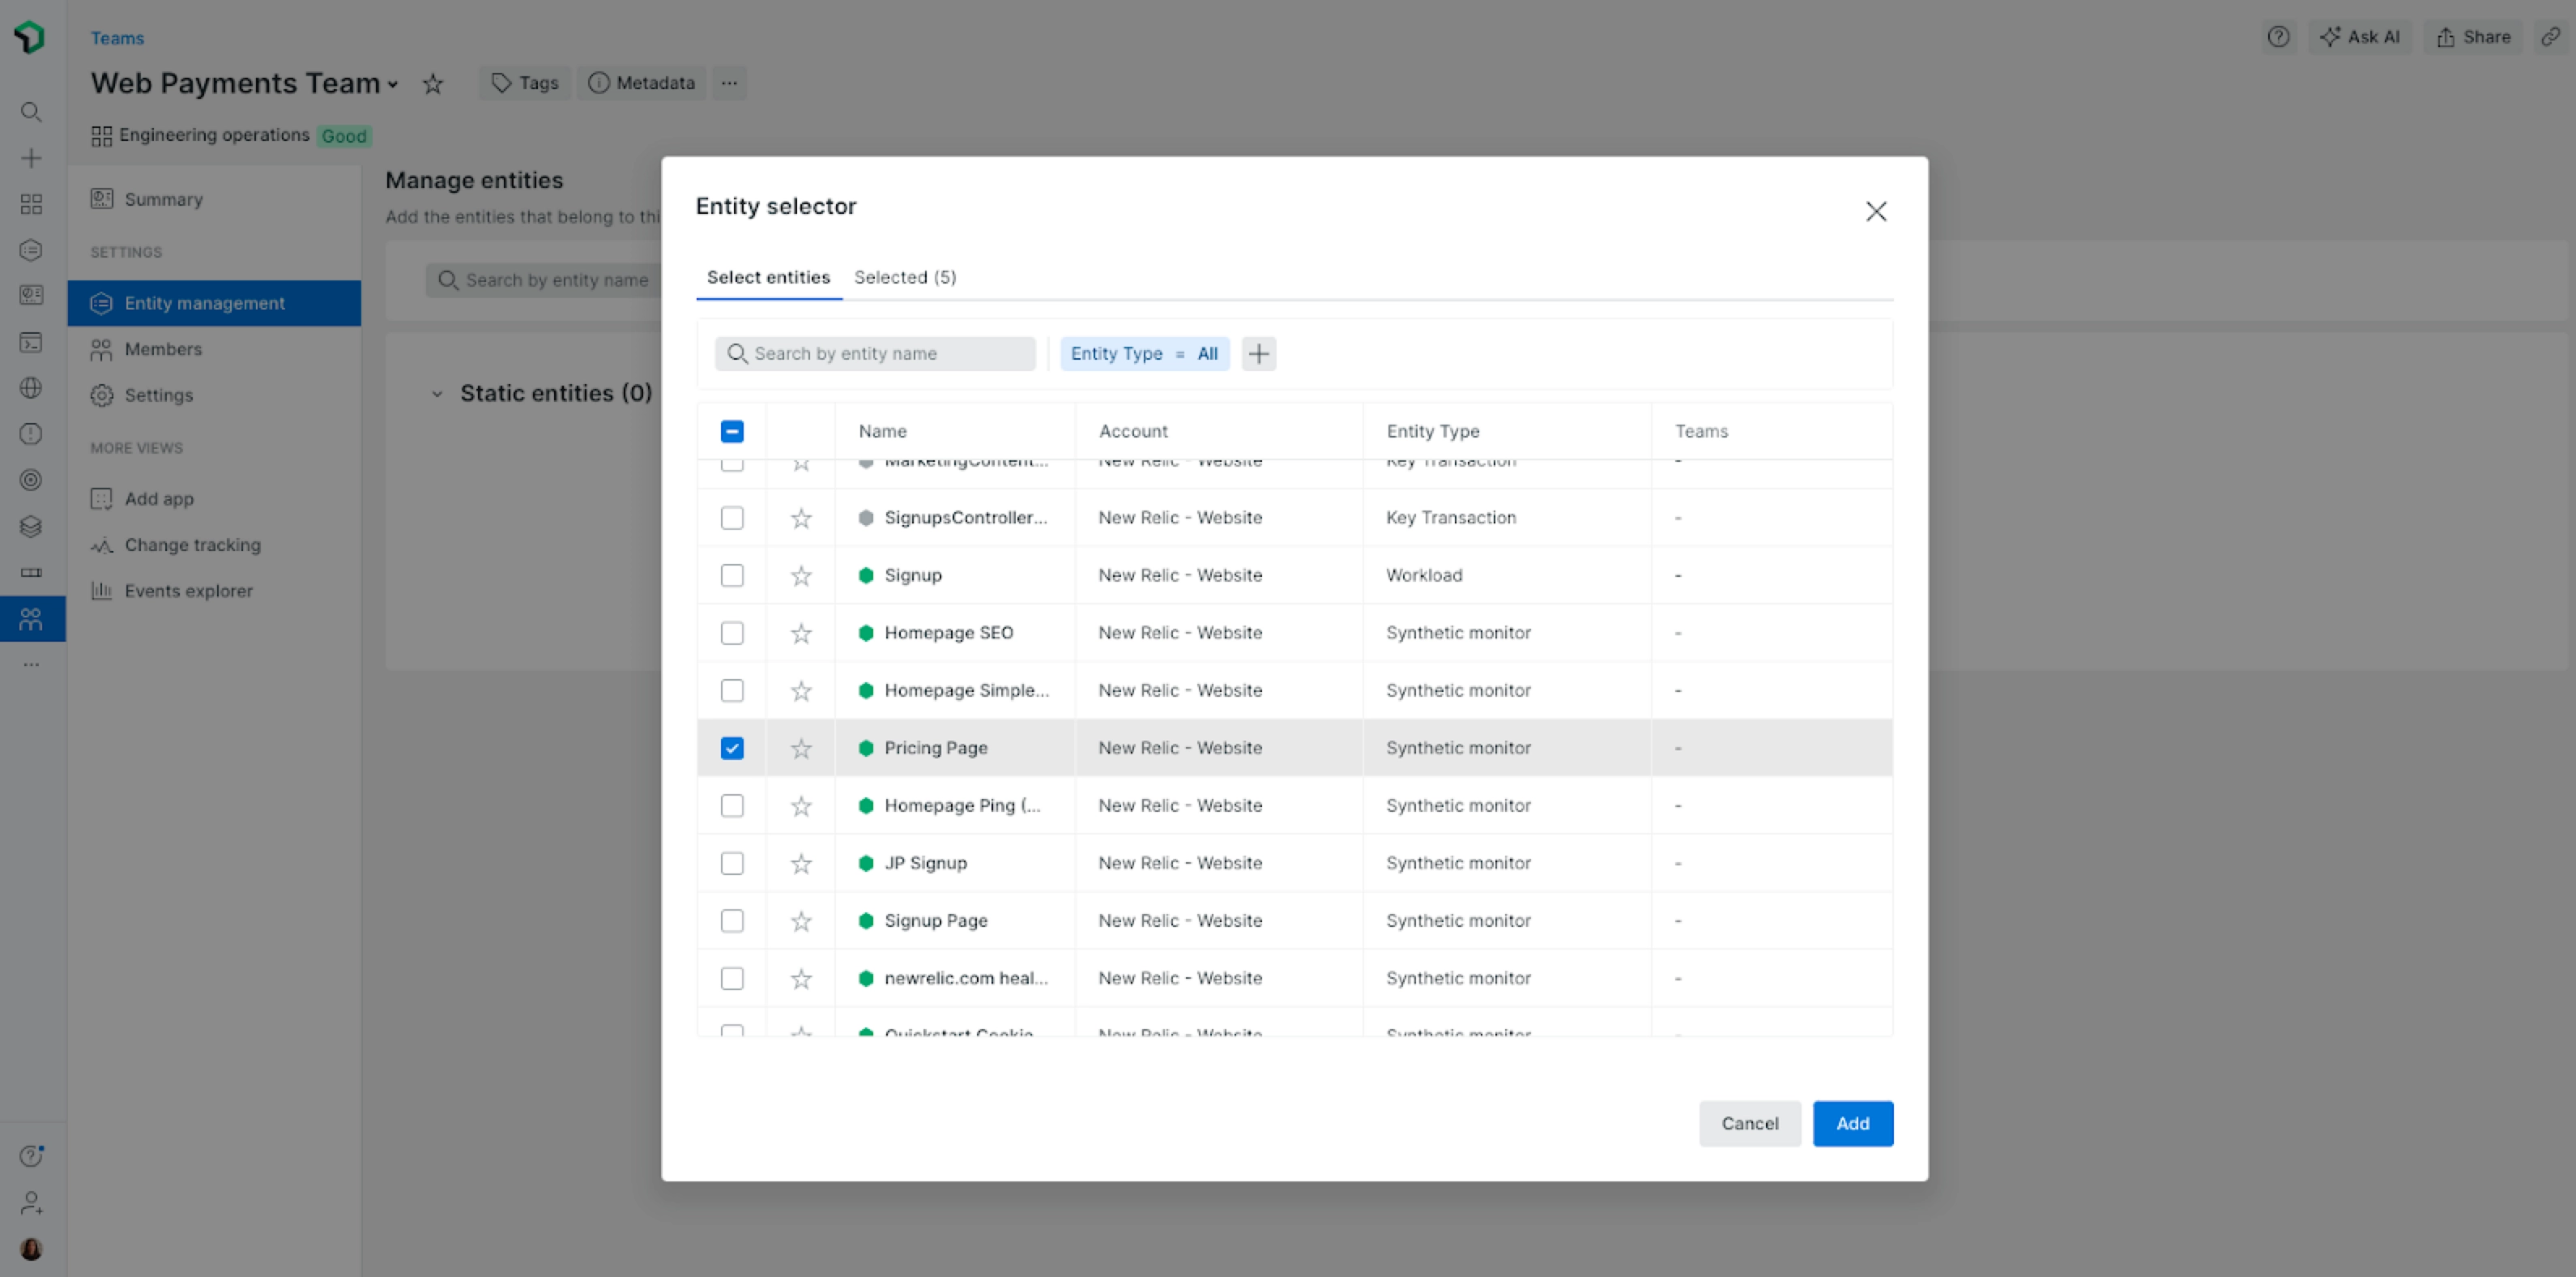 Teams
Ask AI
Share
Web Payments Team
Tags
Metadata
...
Engineering operations Good
Summary
SETTINGS
Entity management
Members
Settings
MORE VIEWS
Add app
Change tracking
Events explorer
Manage entities
Add the entities that belong to thi
Search by entity name
Static entities (0)
Entity selector
Select entities Selected (5)
Search by entity name
Entity Type = All
Name Account Entity Type Teams
MarketingContent... New Relic - Website Key Transaction -
SignupsController... New Relic - Website Key Transaction -
Signup New Relic - Website Workload -
Homepage SEO New Relic - Website Synthetic monitor -
Homepage Simple... New Relic - Website Synthetic monitor -
Pricing Page New Relic - Website Synthetic monitor -
Homepage Ping (... New Relic - Website Synthetic monitor -
JP Signup New Relic - Website Synthetic monitor -
Signup Page New Relic - Website Synthetic monitor -
newrelic.com heal... New Relic - Website Synthetic monitor -
Quickstart Cookie New Relic - Website Synthetic monitor -
Cancel Add